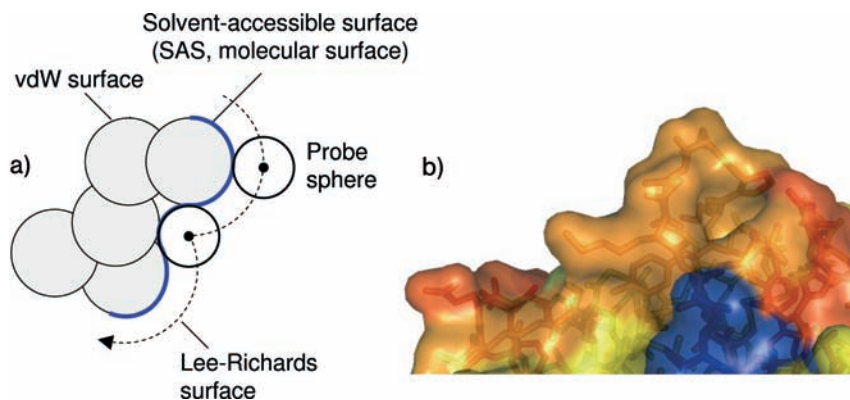 Solvent-accessible surface
(SAS, molecular surface)
vdW surface
a)
Probe
sphere
b)
Lee-Richards
surface